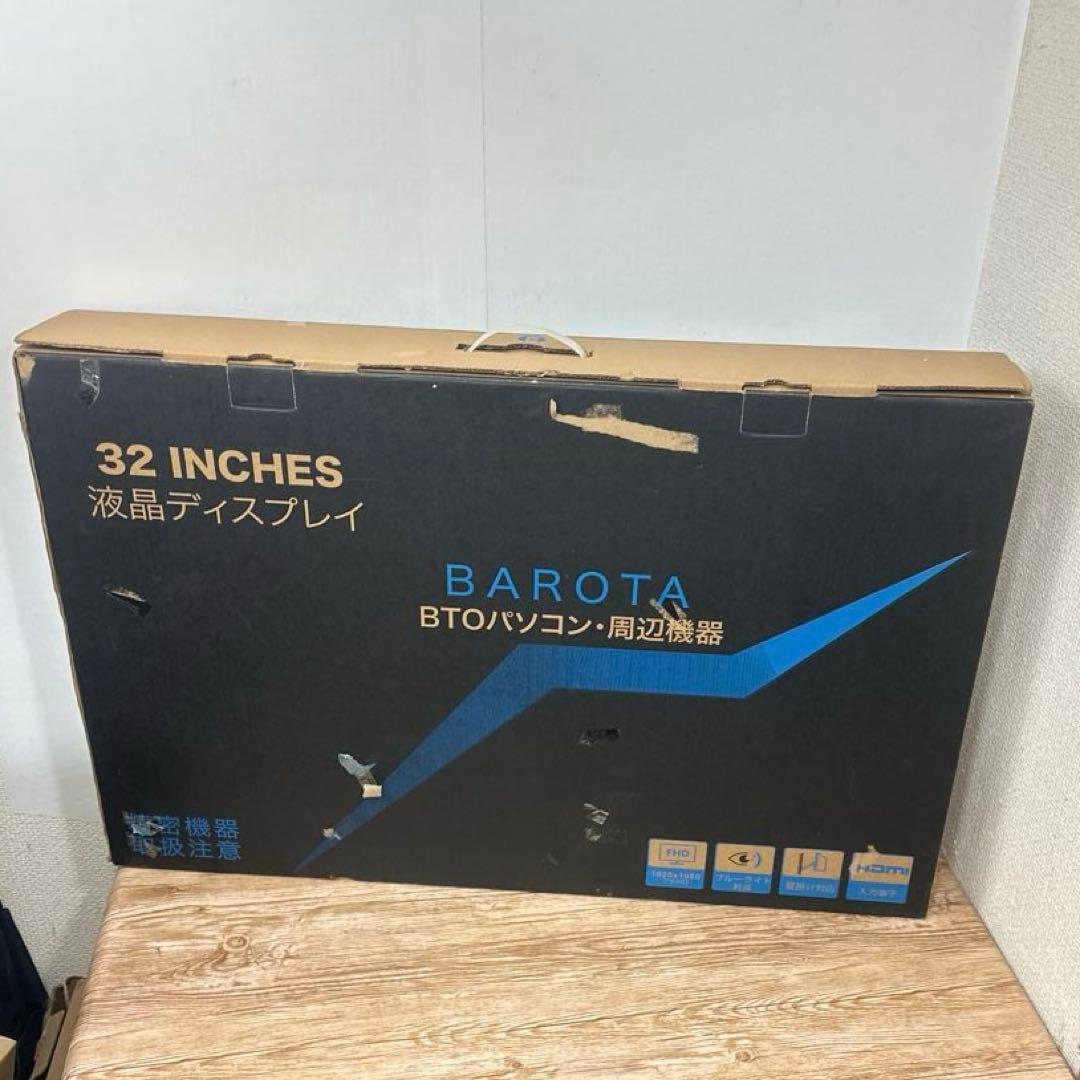 32 INCHES
液晶ディスプレイ
BAROTA
BTOパソコン・周辺機器
精密機器
取扱注意
FHD
1920x1080
ブルーライト
軽減
壁掛け対応
HDMI
入力端子